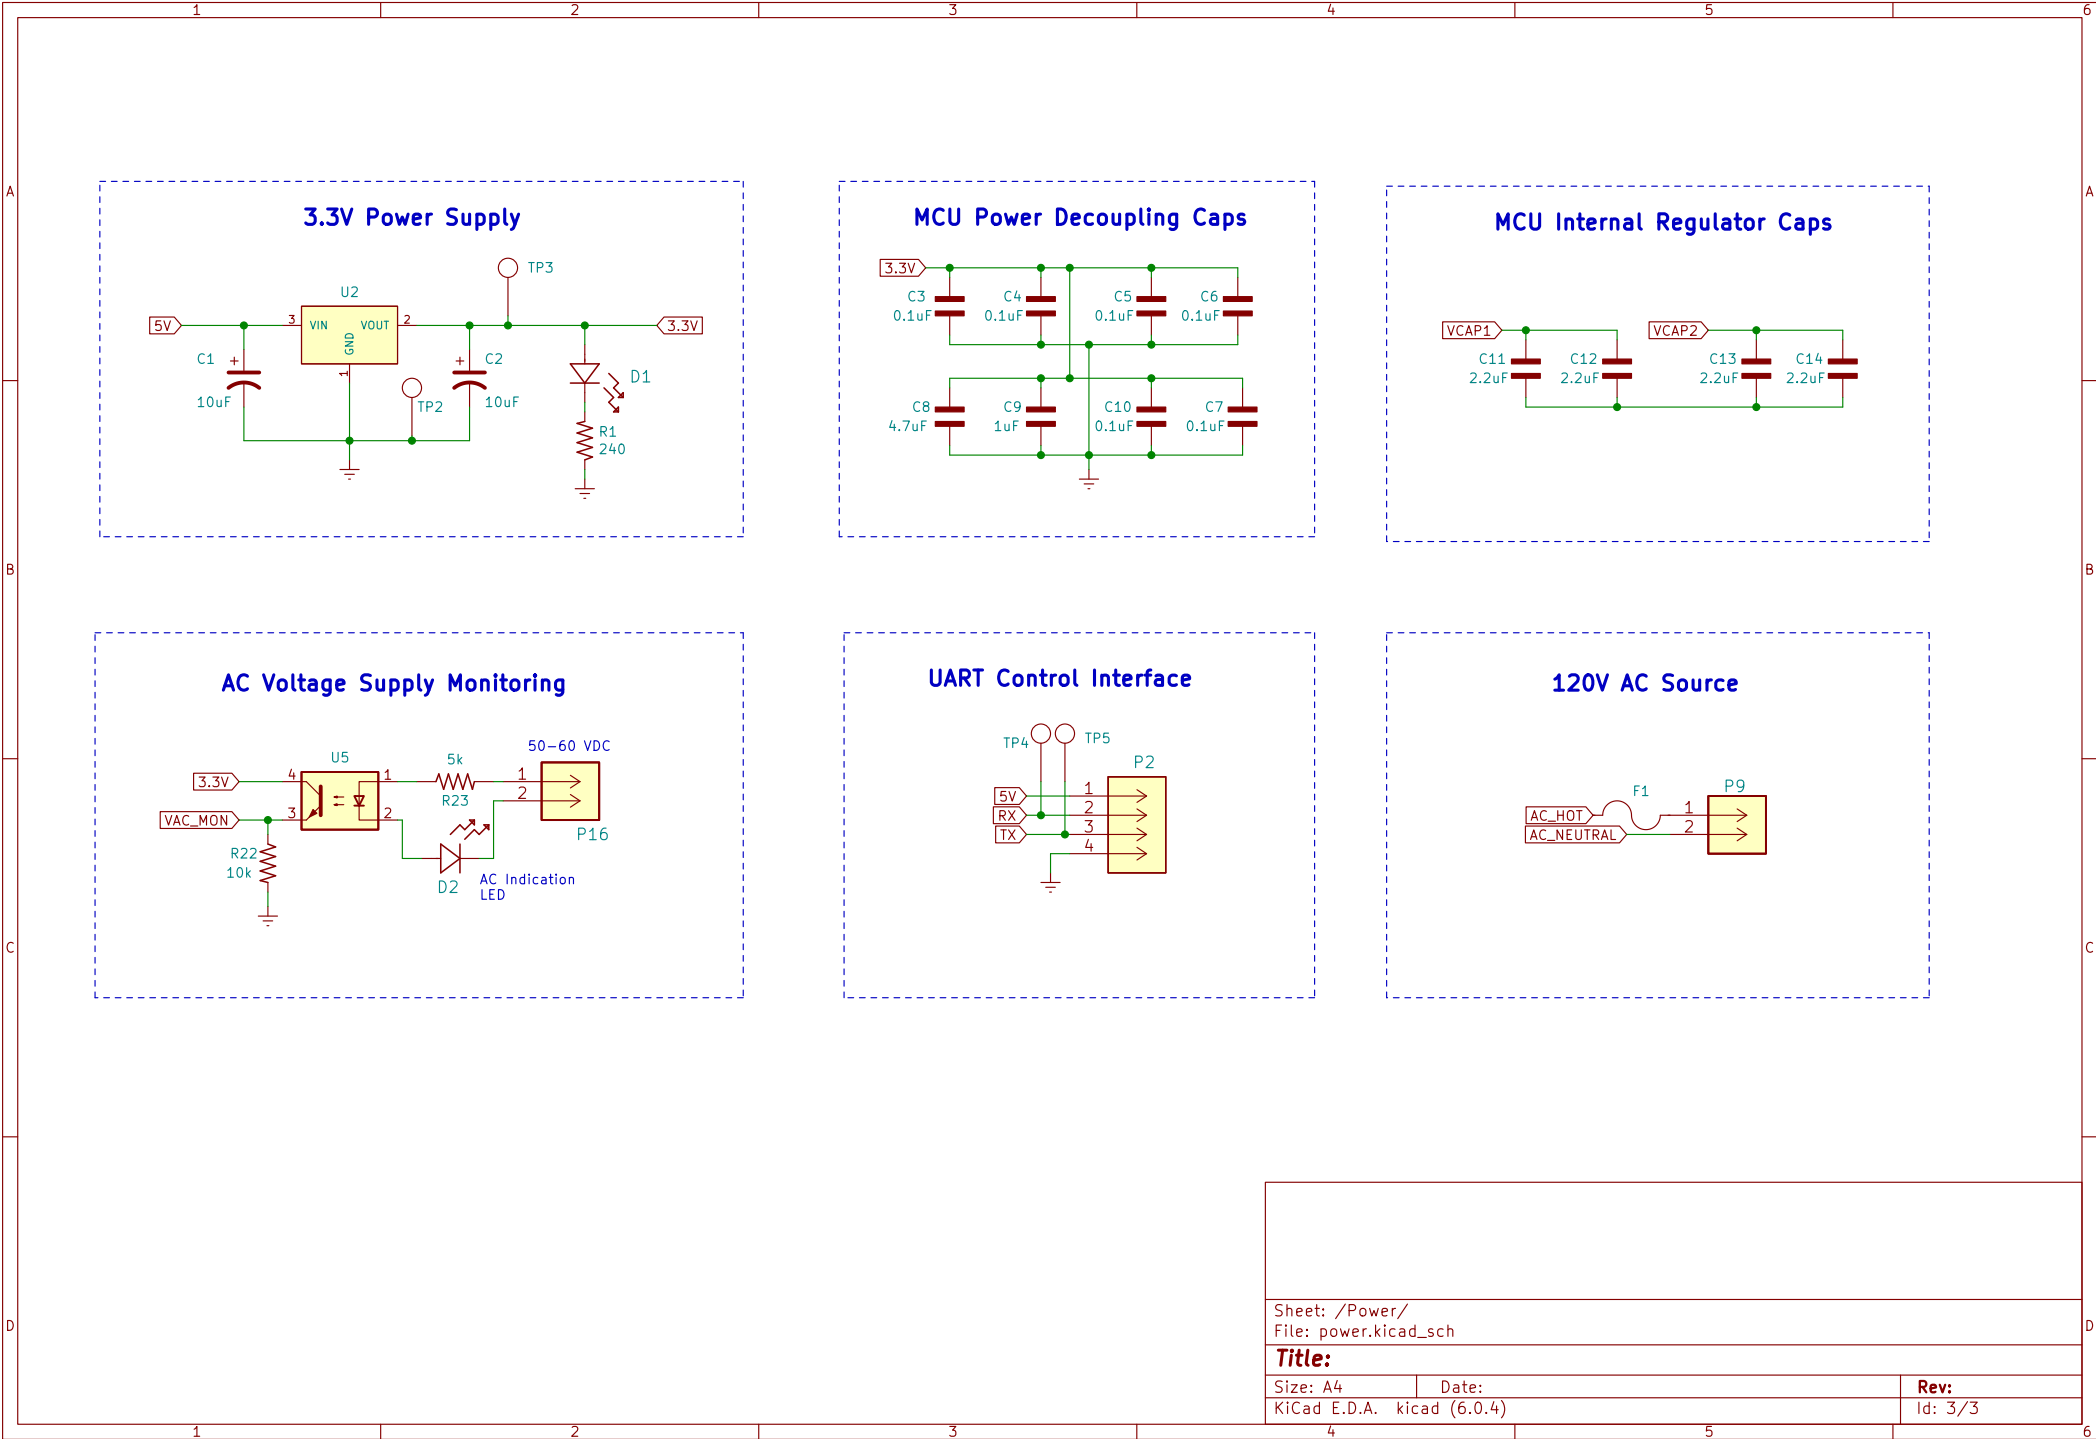 1 2 3 4 5 6
A A
3.3V Power Supply
TP3
U2
5V
3 VIN VOUT 2
GND
1
3.3V
C1 +
10uF
+ C2
10uF
TP2
D1
R1
240
MCU Power Decoupling Caps
3.3V
C3
0.1uF
C4
0.1uF
C5
0.1uF
C6
0.1uF
C8
4.7uF
C9
1uF
C10
0.1uF
C7
0.1uF
MCU Internal Regulator Caps
VCAP1
VCAP2
C11
2.2uF
C12
2.2uF
C13
2.2uF
C14
2.2uF
B B
AC Voltage Supply Monitoring
50-60 VDC
U5
5k
3.3V
4 1
R23
1
2
P16
VAC_MON
3 2
R22
10k
D2
AC Indication
LED
UART Control Interface
TP4 TP5
P2
5V 1
RX 2
TX 3
4
120V AC Source
F1
P9
AC_HOT 1
AC_NEUTRAL 2
C C
D D
Sheet: /Power/
File: power.kicad_sch
Title:
Size: A4 Date: Rev:
KiCad E.D.A. kicad (6.0.4) Id: 3/3
1 2 3 4 5 6